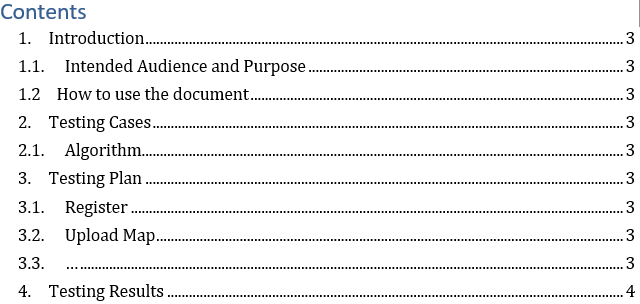 Contents
1. Introduction........................................................................................................................3
1.1. Intended Audience and Purpose...............................................................................3
1.2 How to use the document.............................................................................................3
2. Testing Cases......................................................................................................................3
2.1. Algorithm.........................................................................................................................3
3. Testing Plan........................................................................................................................3
3.1. Register............................................................................................................................3
3.2. Upload Map.....................................................................................................................3
3.3. ….........................................................................................................................................3
4. Testing Results...................................................................................................................4